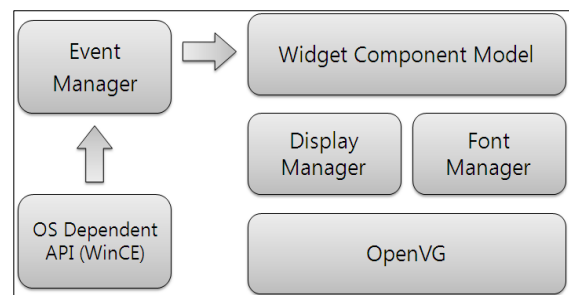 Event
Manager
Widget Component Model
Display
Manager
Font
Manager
OS Dependent
API (WinCE)
OpenVG